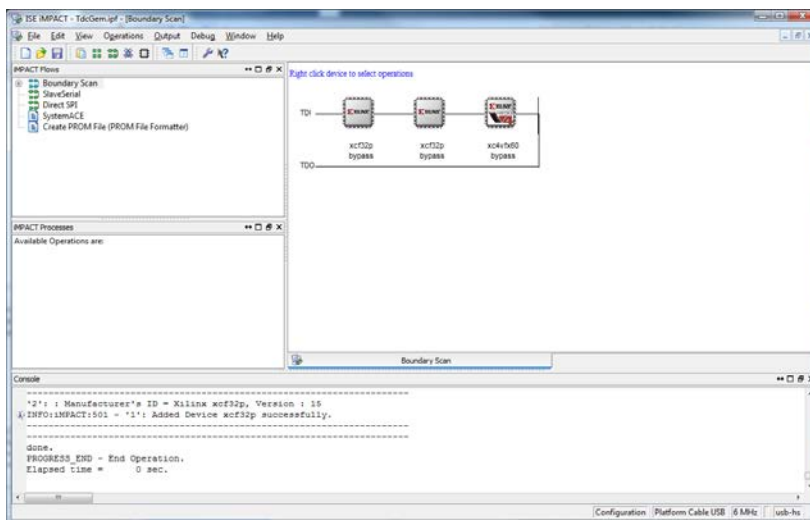 ISE iMPACT - TdcGem.ipf - [Boundary Scan]
File Edit View Operations Output Debug Window Help
iMPACT Flows
Boundary Scan
SlaveSerial
Direct SPI
SystemACE
Create PROM File (PROM File Formatter)
Right click device to select operations
TDI
XILINX XILINX XILINX
xcf32p xcf32p xc4vfx60
bypass bypass bypass
TDO
iMPACT Processes
Available Operations are:
Boundary Scan
Console
'2': : Manufacturer's ID = Xilinx xcf32p, Version : 15
INFO:iMPACT:501 - '1': Added Device xcf32p successfully.
done.
PROGRESS_END - End Operation.
Elapsed time = 0 sec.
Configuration Platform Cable USB 6 MHz usb-hs